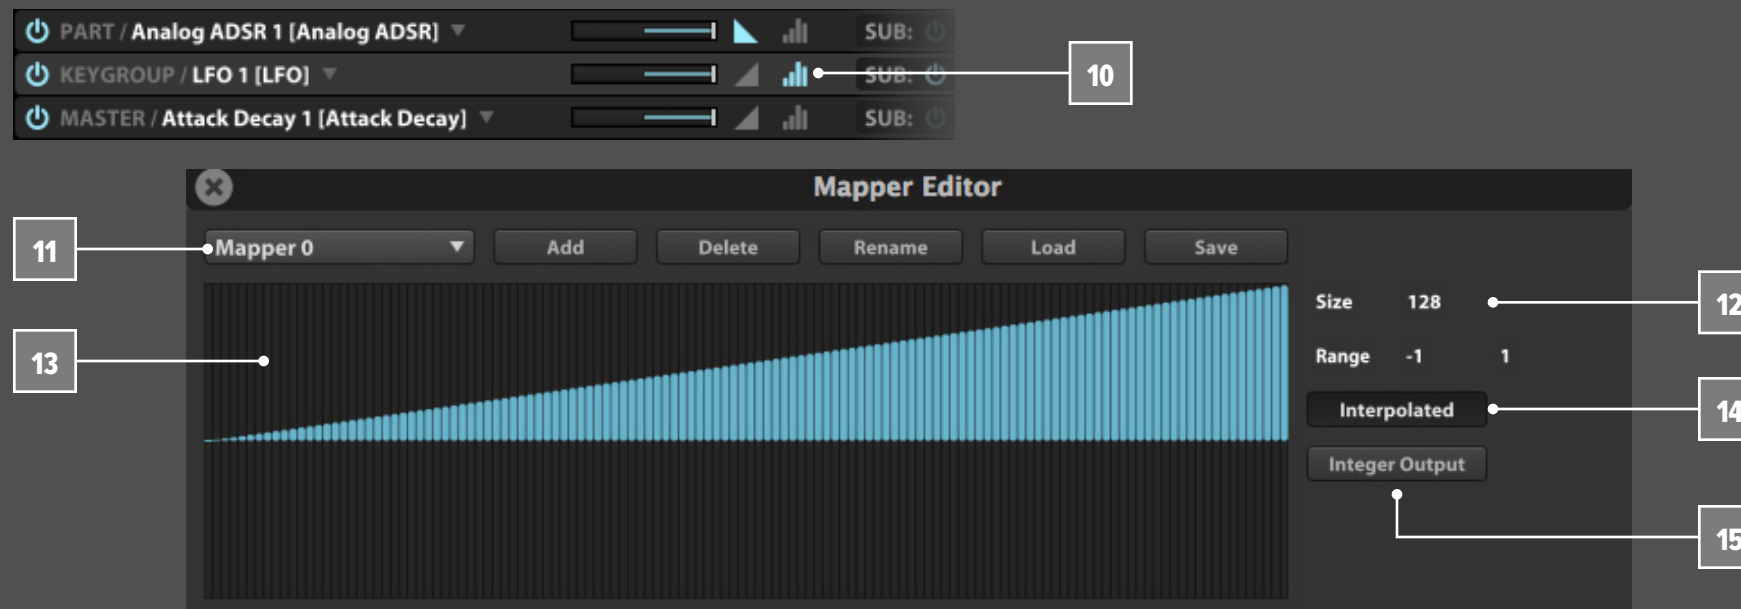 PART / Analog ADSR 1 [Analog ADSR] SUB:
KEYGROUP / LFO 1 [LFO] SUB:
10
MASTER / Attack Decay 1 [Attack Decay] SUB:
Mapper Editor
11
Mapper 0 Add Delete Rename Load Save
Size 128
12
13
Range -1 1
Interpolated
14
Integer Output
15